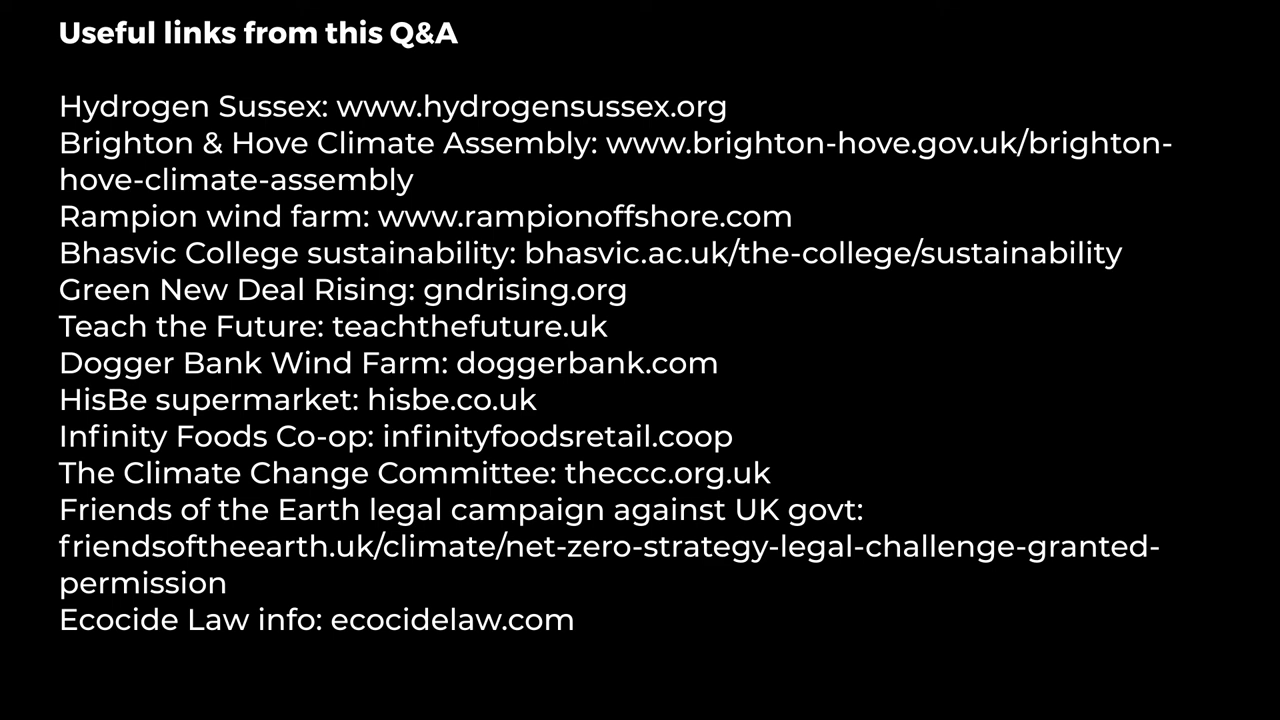 Useful links from this Q&A
Hydrogen Sussex: www.hydrogensussex.org
Brighton & Hove Climate Assembly: www.brighton-hove.gov.uk/brighton-
hove-climate-assembly
Rampion wind farm: www.rampionoffshore.com
Bhasvic College sustainability: bhasvic.ac.uk/the-college/sustainability
Green New Deal Rising: gndrising.org
Teach the Future: teachthefuture.uk
Dogger Bank Wind Farm: doggerbank.com
HisBe supermarket: hisbe.co.uk
Infinity Foods Co-op: infinityfoodsretail.coop
The Climate Change Committee: theccc.org.uk
Friends of the Earth legal campaign against UK govt:
friendsoftheearth.uk/climate/net-zero-strategy-legal-challenge-granted-
permission
Ecocide Law info: ecocidelaw.com